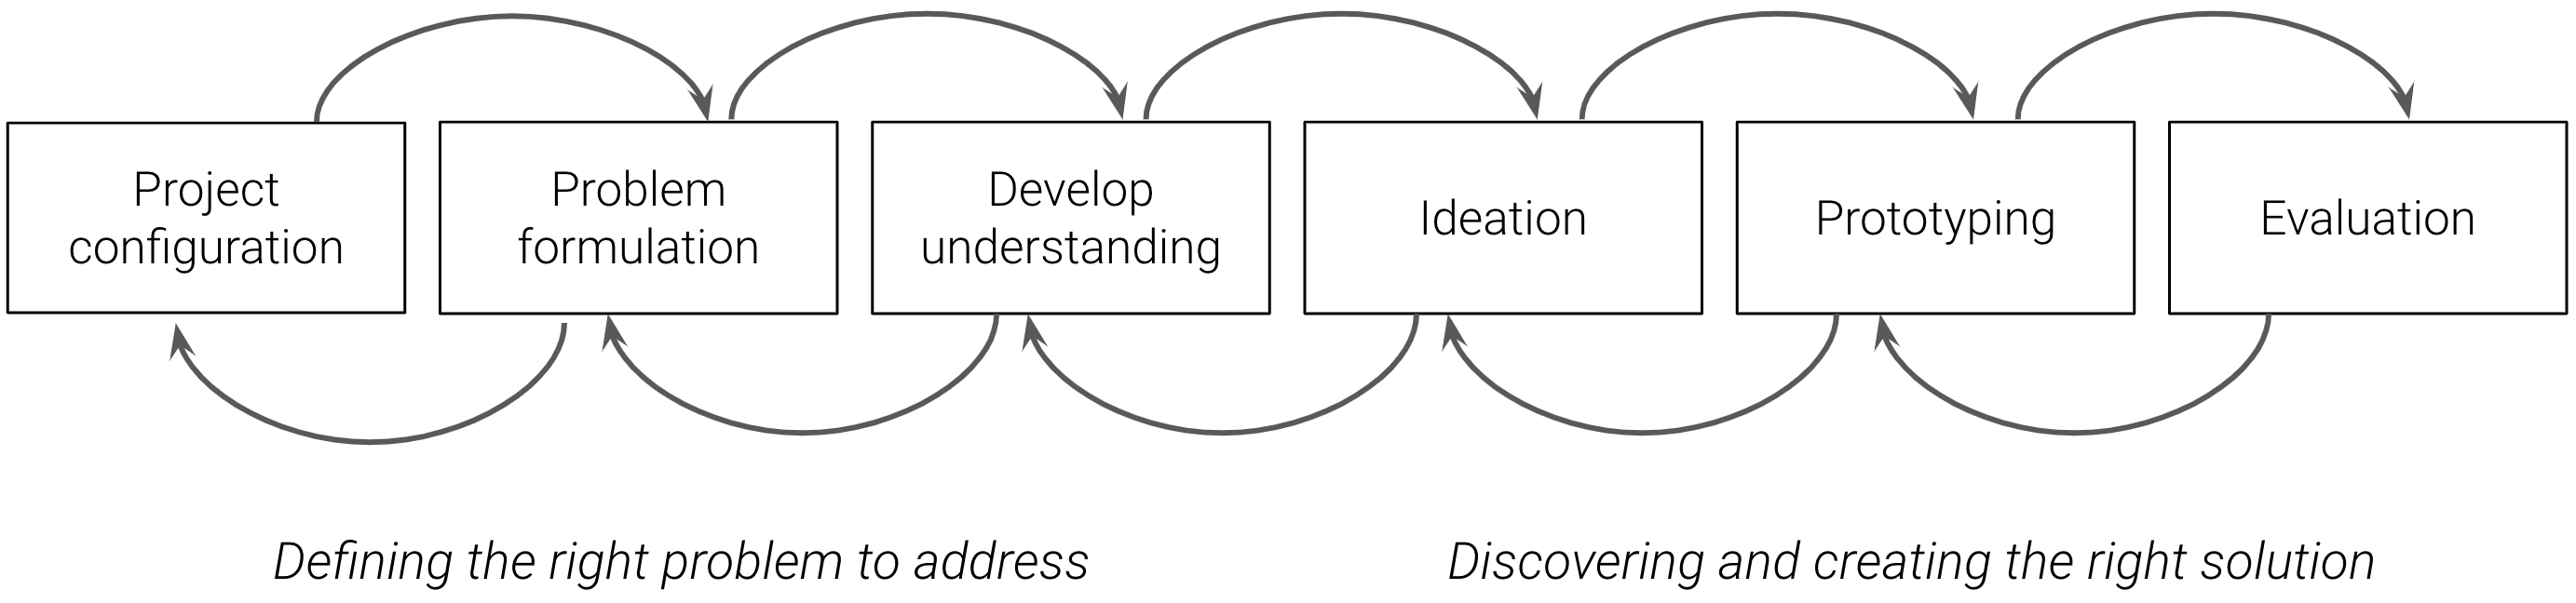 Project
configuration
Problem
formulation
Develop
understanding
Ideation
Prototyping
Evaluation
Defining the right problem to address
Discovering and creating the right solution